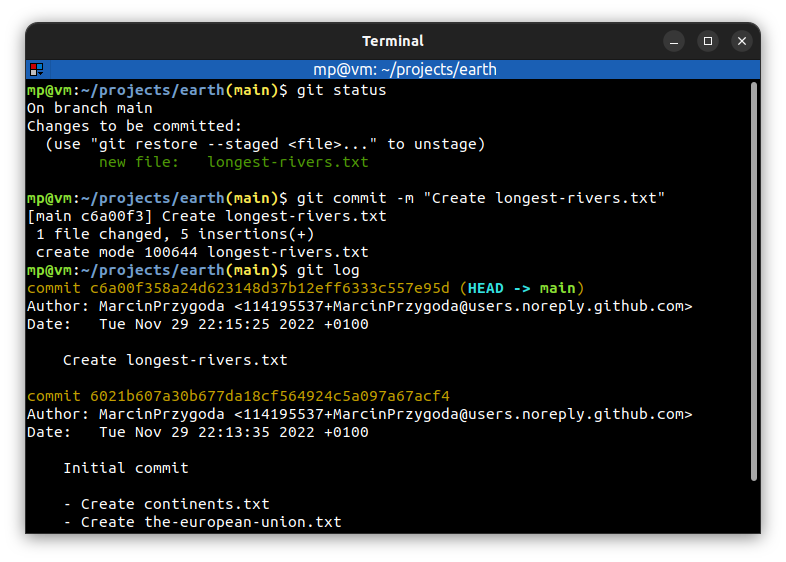 Terminal
mp@vm: ~/projects/earth
mp@vm:~/projects/earth(main)$ git status
On branch main
Changes to be committed:
  (use "git restore --staged <file>..." to unstage)
        new file:   longest-rivers.txt

mp@vm:~/projects/earth(main)$ git commit -m "Create longest-rivers.txt"
[main c6a00f3] Create longest-rivers.txt
 1 file changed, 5 insertions(+)
 create mode 100644 longest-rivers.txt
mp@vm:~/projects/earth(main)$ git log
commit c6a00f358a24d623148d37b12eff6333c557e95d (HEAD -> main)
Author: MarcinPrzygoda <114195537+MarcinPrzygoda@users.noreply.github.com>
Date:   Tue Nov 29 22:15:25 2022 +0100

    Create longest-rivers.txt

commit 6021b607a30b677da18cf564924c5a097a67acf4
Author: MarcinPrzygoda <114195537+MarcinPrzygoda@users.noreply.github.com>
Date:   Tue Nov 29 22:13:35 2022 +0100

    Initial commit

    - Create continents.txt
    - Create the-european-union.txt